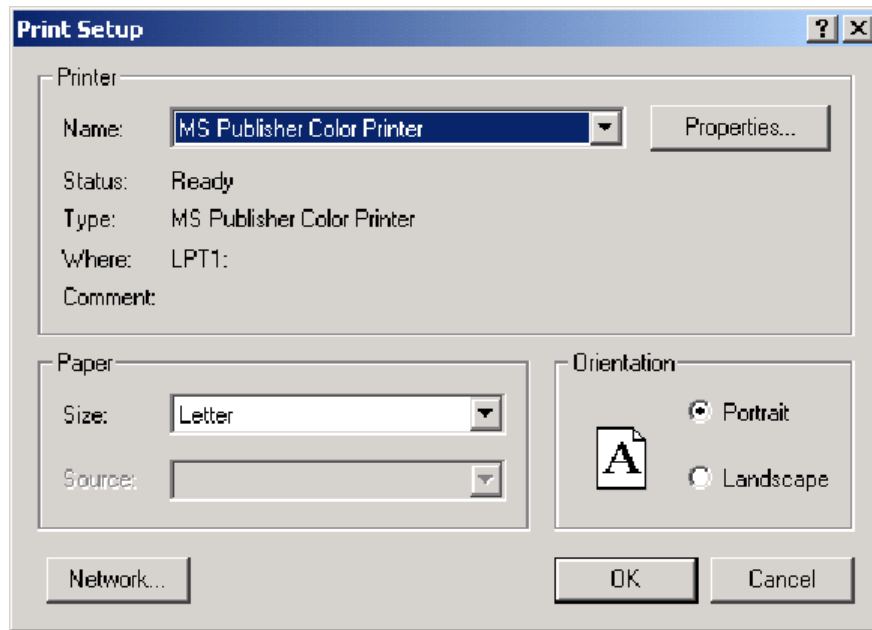 Print Setup
Printer
Name: MS Publisher Color Printer Properties...
Status: Ready
Type: MS Publisher Color Printer
Where: LPT1:
Comment:
Paper
Size: Letter
Source:
Orientation
A
Portrait
Landscape
Network...
OK
Cancel